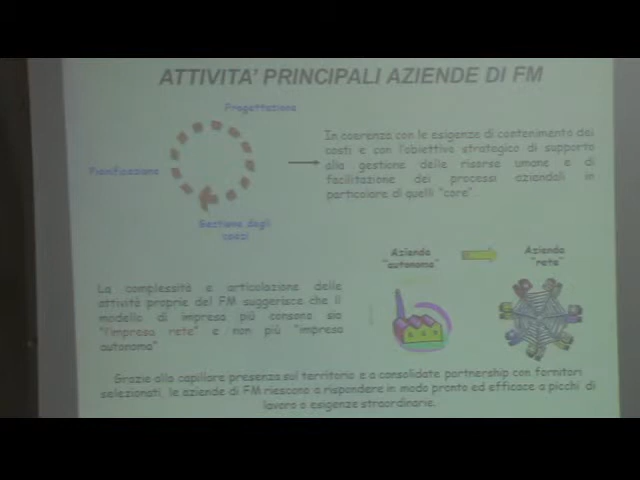 ATTIVITA' PRINCIPALI AZIENDE DI FM
Progettazione
Pianificazione
Gestione degli
spazi
In coerenza con le esigenze di contenimento dei
costi e con l'obiettivo strategico di supporto
alla gestione delle risorse umane e di
facilitazione dei processi aziendali in
particolare di quelli "core".
Azienda
"autonoma"
Azienda
"rete"
La complessità e articolazione delle
attività proprie del FM suggerisce che il
modello di impresa più consono sia
"l'impresa rete" e non più "impresa
autonoma"
Grazie alla capillare presenza sul territorio e a consolidate partnership con fornitori
selezionati, le aziende di FM riescono a rispondere in modo pronto ed efficace a picchi di
lavoro o esigenze straordinarie.